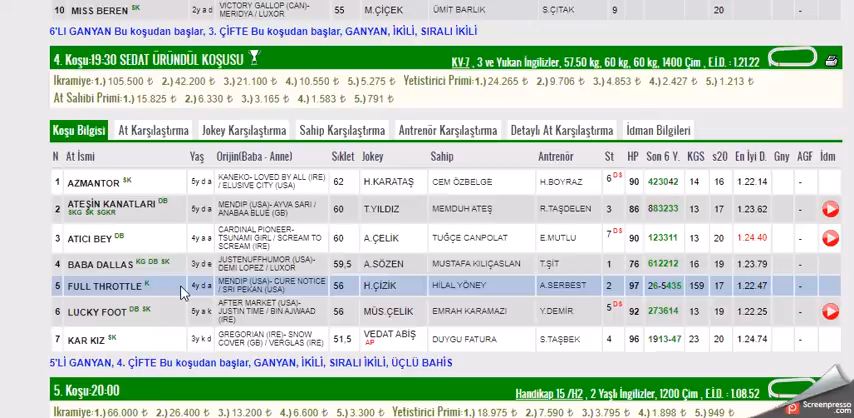 10 MISS BEREN SK 2y a d VICTORY GALLOP (CAN)- MERIDYA / LUXOR 55 M.ÇİÇEK ÜMİT BARLIK S.ÇITAK 9 - -
6'LI GANYAN Bu koşudan başlar, 3. ÇİFTE Bu koşudan başlar, GANYAN, İKİLİ, SIRALI İKİLİ
4. Koşu:19:30 SEDAT ÜRÜNDÜL KOŞUSU KV-7 , 3 ve Yukarı İngilizler, 57.50 kg, 60 kg, 60 kg, 1400 Çim , E.İ.D. : 1.21.22
Ikramiye:1.) 105.500 ₺ 2.) 42.200 ₺ 3.) 21.100 ₺ 4.) 10.550 ₺ 5.) 5.275 ₺ Yetistirici Primi:1.) 24.265 ₺ 2.) 9.706 ₺ 3.) 4.853 ₺ 4.) 2.427 ₺ 5.) 1.213 ₺
At Sahibi Primi:1.) 15.825 ₺ 2.) 6.330 ₺ 3.) 3.165 ₺ 4.) 1.583 ₺ 5.) 791 ₺
Koşu Bilgisi At Karşılaştırma Jokey Karşılaştırma Sahip Karşılaştırma Antrenör Karşılaştırma Detaylı At Karşılaştırma İdman Bilgileri
N At İsmi Yaş Orijin(Baba - Anne) Sıklet Jokey Sahip Antrenör St HP Son 6 Y. KGS s20 En İyi D. Gny AGF İdm
1 AZMANTOR SK 5y d a KANEKO- LOVED BY ALL (IRE) / ELUSIVE CITY (USA) 62 H.KARATAŞ CEM ÖZBELGE H.BOYRAZ 6 DS 90 423042 14 16 1.22.14 -
2 ATEŞİN KANATLARI DB SKG SK SGKR 5y d a MENDIP (USA)- AYVA SARI / ANABAA BLUE (GB) 60 T.YILDIZ MEMDUH ATEŞ R.TAŞDELEN 3 86 883233 13 17 1.23.62 -
3 ATICI BEY DB 4y a a CARDINAL PIONEER- TSUNAMI GIRL / SCREAM TO SCREAM (IRE) 60 A.ÇELİK TUĞÇE CANPOLAT E.MUTLU 7 DS 90 123311 13 20 1.24.40 -
4 BABA DALLAS KG DB SK 3y d e JUSTENUFFHUMOR (USA)- DEMI LOPEZ / LUXOR 59,5 A.SÖZEN MUSTAFA KILIÇASLAN T.ŞİT 1 76 612212 16 19 1.23.79 -
5 FULL THROTTLE K 4y d a MENDIP (USA)- CURE NOTICE / SRI PEKAN (USA) 56 H.ÇİZİK HİLAL YÖNEY A.SERBEST 2 97 26-5435 159 17 1.22.47 -
6 LUCKY FOOT DB SK 5y a k AFTER MARKET (USA)- JUSTIN TIME / BIN AJWAAD (IRE) 56 MÜS.ÇELİK EMRAH KARAMAZI Y.DEMİR 5 DS 92 273614 13 19 1.22.25 -
7 KAR KIZ SK 3y k d GREGORIAN (IRE)- SNOW COVER (GB) / VERGLAS (IRE) 51,5 VEDAT ABİŞ AP DUYGU FATURA S.TAŞBEK 4 96 1913-47 23 20 1.24.74 -
5'Lİ GANYAN, 4. ÇİFTE Bu koşudan başlar, GANYAN, İKİLİ, SIRALI İKİLİ, ÜÇLÜ BAHİS
5. Koşu:20:00 Handikap 15 /H2 , 2 Yaşlı İngilizler, 1200 Çim , E.İ.D. : 1.08.52
Ikramiye:1.) 66.000 ₺ 2.) 26.400 ₺ 3.) 13.200 ₺ 4.) 6.600 ₺ 5.) 3.300 ₺ Yetistirici Primi:1.) 18.975 ₺ 2.) 7.590 ₺ 3.) 3.795 ₺ 4.) 1.898 ₺ 5.) 949 ₺
Screenpresso.com